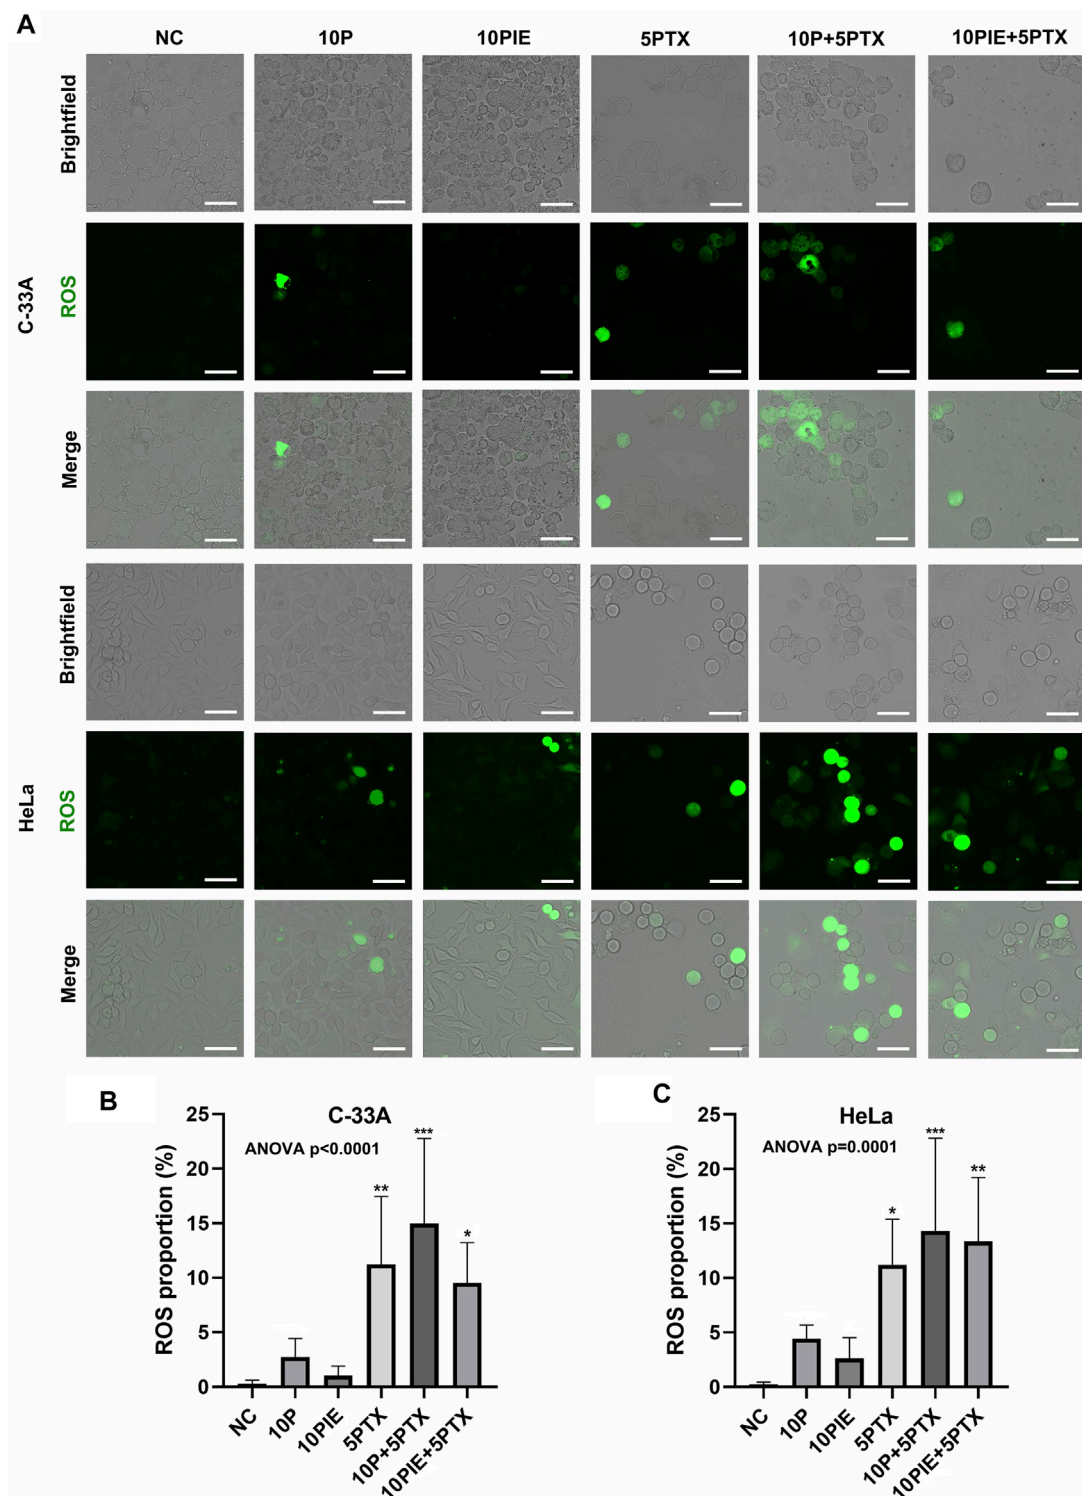 A
NC 10P 10PIE 5PTX 10P+5PTX 10PIE+5PTX
C-33A
Brightfield
ROS
Merge
HeLa
Brightfield
ROS
Merge
B
C-33A
ANOVA p<0.0001
ROS proportion (%)
25
20
15
10
5
0
**
***
*
NC 10P 10PIE 5PTX 10P+5PTX 10PIE+5PTX
C
HeLa
ANOVA p=0.0001
ROS proportion (%)
25
20
15
10
5
0
*
***
**
NC 10P 10PIE 5PTX 10P+5PTX 10PIE+5PTX